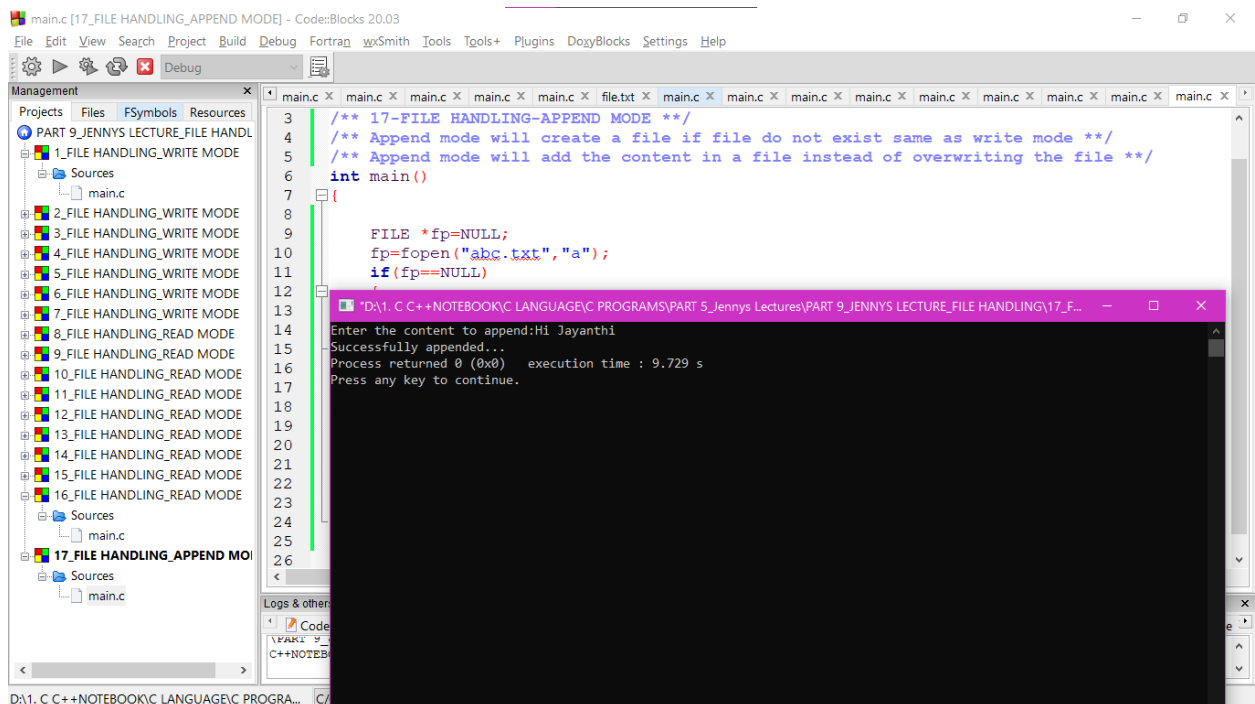 main.c [17_FILE HANDLING_APPEND MODE] - Code::Blocks 20.03
File Edit View Search Project Build Debug Fortran wxSmith Tools Tools+ Plugins DoxyBlocks Settings Help
Debug
Management
Projects Files FSymbols Resources
PART 9_JENNYS LECTURE_FILE HANDL
1_FILE HANDLING_WRITE MODE
Sources
main.c
2_FILE HANDLING_WRITE MODE
3_FILE HANDLING_WRITE MODE
4_FILE HANDLING_WRITE MODE
5_FILE HANDLING_WRITE MODE
6_FILE HANDLING_WRITE MODE
7_FILE HANDLING_WRITE MODE
8_FILE HANDLING_READ MODE
9_FILE HANDLING_READ MODE
10_FILE HANDLING_READ MODE
11_FILE HANDLING_READ MODE
12_FILE HANDLING_READ MODE
13_FILE HANDLING_READ MODE
14_FILE HANDLING_READ MODE
15_FILE HANDLING_READ MODE
16_FILE HANDLING_READ MODE
Sources
main.c
17_FILE HANDLING_APPEND MO
Sources
main.c
main.c main.c main.c main.c main.c file.txt main.c main.c main.c main.c main.c main.c main.c main.c main.c
3 /** 17-FILE HANDLING-APPEND MODE **/
4 /** Append mode will create a file if file do not exist same as write mode **/
5 /** Append mode will add the content in a file instead of overwriting the file **/
6 int main()
7 {
8
9 FILE *fp=NULL;
10 fp=fopen("abc.txt","a");
11 if(fp==NULL)
12 {
13
14
15
16
17
18
19
20
21
22
23
24
25
26
"D:\1. C C++NOTEBOOK\C LANGUAGE\C PROGRAMS\PART 5_Jennys Lectures\PART 9_JENNYS LECTURE_FILE HANDLING\17_F...
Enter the content to append:Hi Jayanthi
Successfully appended...
Process returned 0 (0x0) execution time : 9.729 s
Press any key to continue.
Logs & other
Code
\PART 9_
C++NOTEB
D:\1. C C++NOTEBOOK\C LANGUAGE\C PROGRA... C/